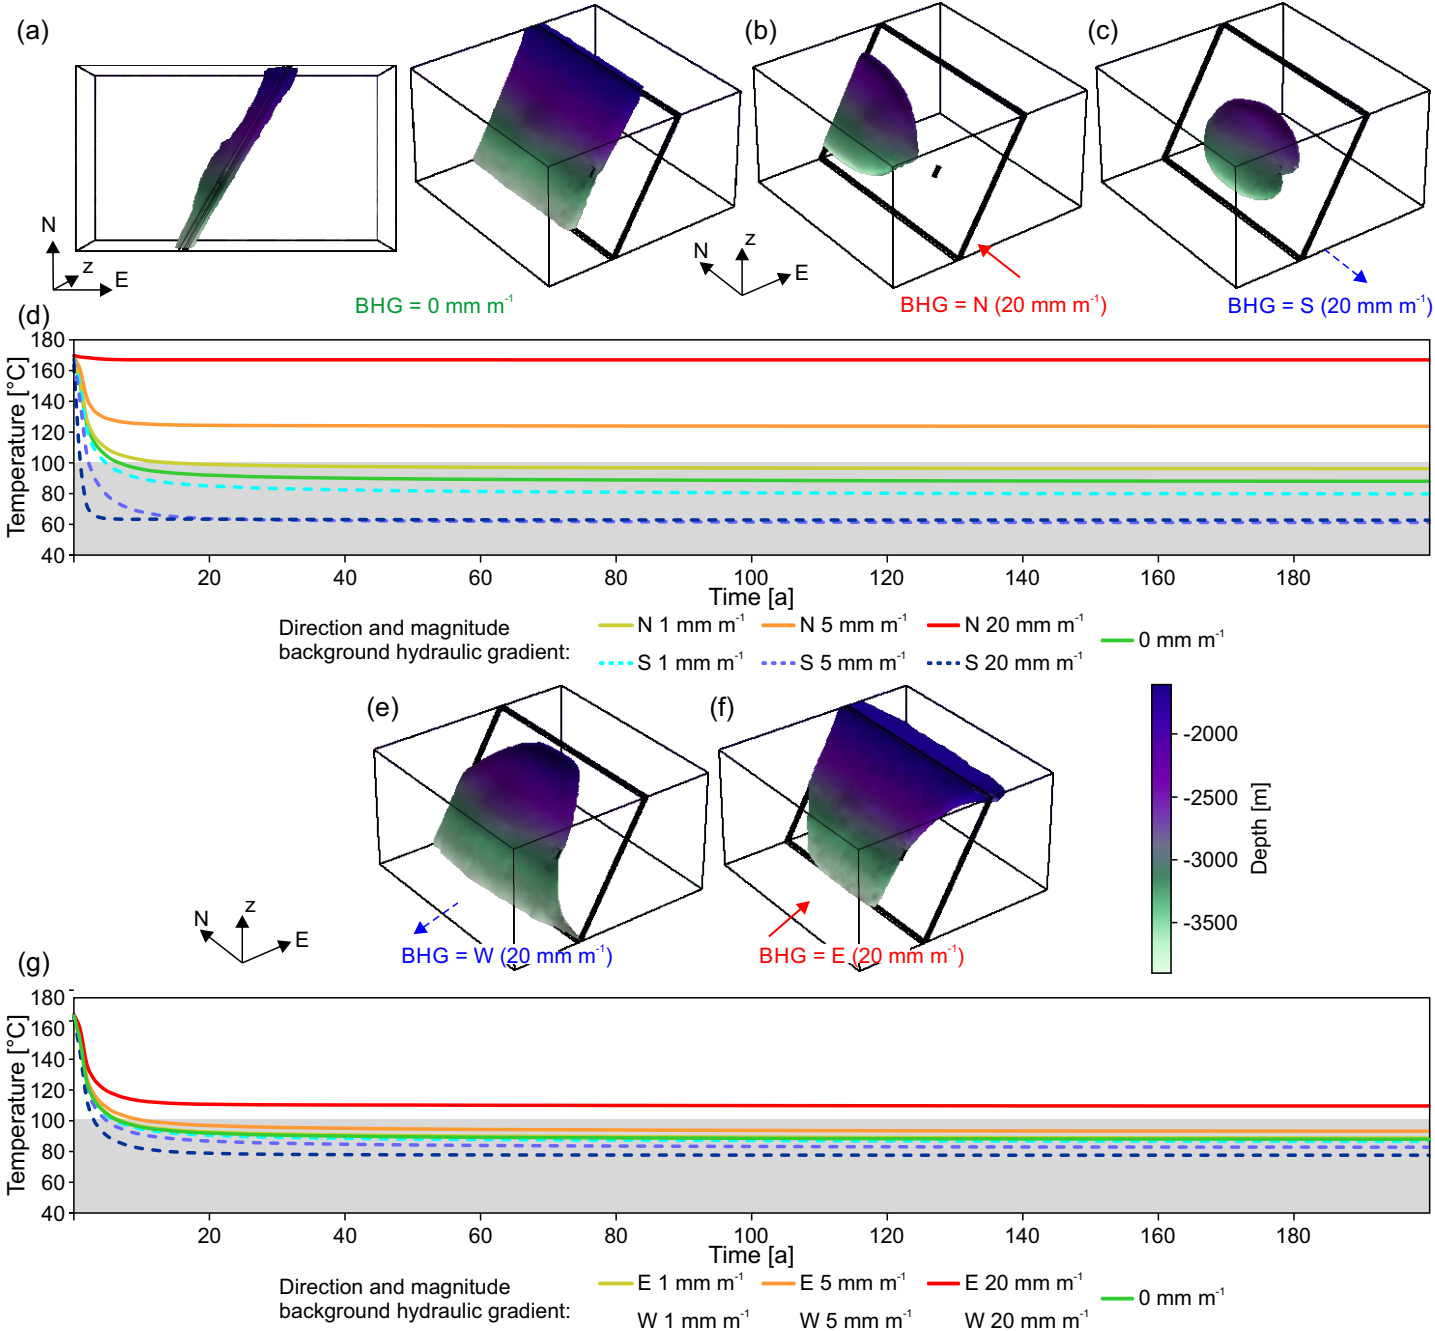 (a)
(b)
(c)
N
z
E
N
z
E
BHG = 0 mm m⁻¹
BHG = N (20 mm m⁻¹)
BHG = S (20 mm m⁻¹)
(d)
Temperature [°C]
180
160
140
120
100
80
60
40
20 40 60 80 100 120 140 160 180
Time [a]
Direction and magnitude
background hydraulic gradient:
N 1 mm m⁻¹ N 5 mm m⁻¹ N 20 mm m⁻¹ 0 mm m⁻¹
S 1 mm m⁻¹ S 5 mm m⁻¹ S 20 mm m⁻¹
(e)
(f)
N
z
E
BHG = W (20 mm m⁻¹)
BHG = E (20 mm m⁻¹)
-2000
-2500
-3000
-3500
Depth [m]
(g)
Temperature [°C]
180
160
140
120
100
80
60
40
20 40 60 80 100 120 140 160 180
Time [a]
Direction and magnitude
background hydraulic gradient:
E 1 mm m⁻¹ E 5 mm m⁻¹ E 20 mm m⁻¹ 0 mm m⁻¹
W 1 mm m⁻¹ W 5 mm m⁻¹ W 20 mm m⁻¹